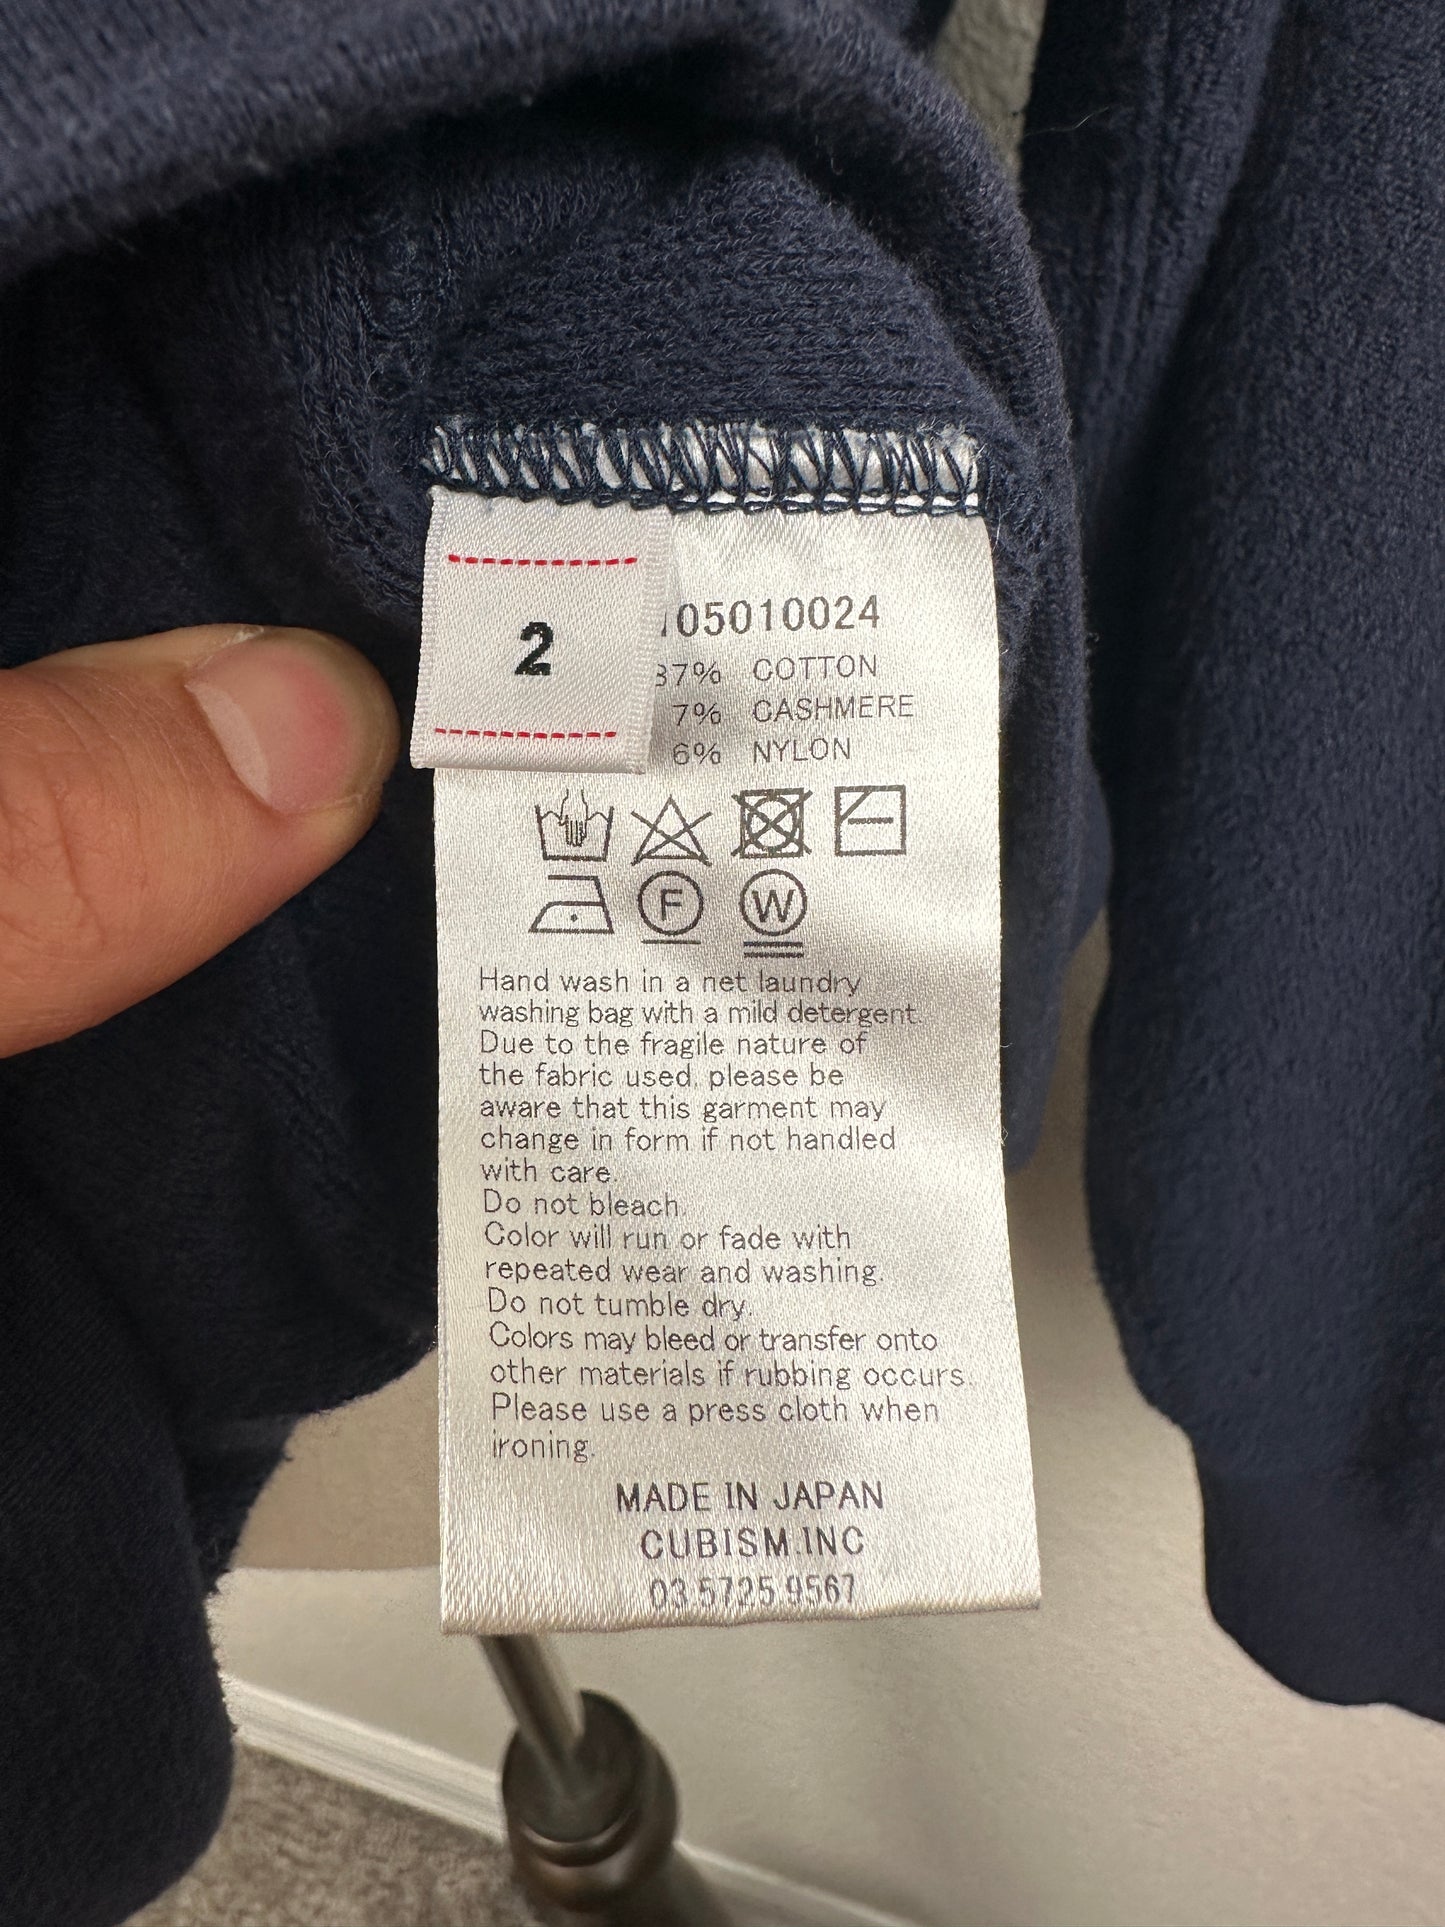 2
05010024
87% COTTON
7% CASHMERE
6% NYLON
F
W
Hand wash in a net laundry
washing bag with a mild detergent.
Due to the fragile nature of
the fabric used, please be
aware that this garment may
change in form if not handled
with care.
Do not bleach.
Color will run or fade with
repeated wear and washing.
Do not tumble dry.
Colors may bleed or transfer onto
other materials if rubbing occurs.
Please use a press cloth when
ironing.
MADE IN JAPAN
CUBISM.INC
03 5725 9567